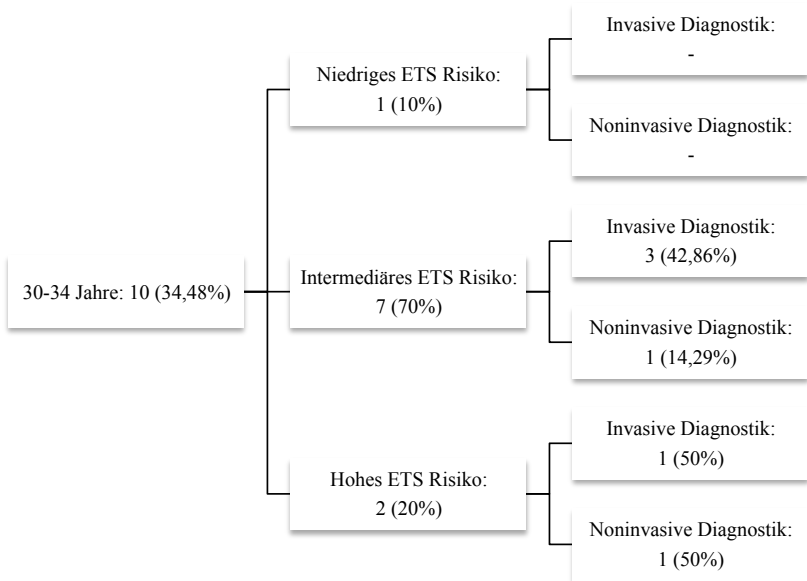 30-34 Jahre: 10 (34,48%)
Niedriges ETS Risiko:
1 (10%)
Invasive Diagnostik:
-
Noninvasive Diagnostik:
-
Intermediäres ETS Risiko:
7 (70%)
Invasive Diagnostik:
3 (42,86%)
Noninvasive Diagnostik:
1 (14,29%)
Hohes ETS Risiko:
2 (20%)
Invasive Diagnostik:
1 (50%)
Noninvasive Diagnostik:
1 (50%)